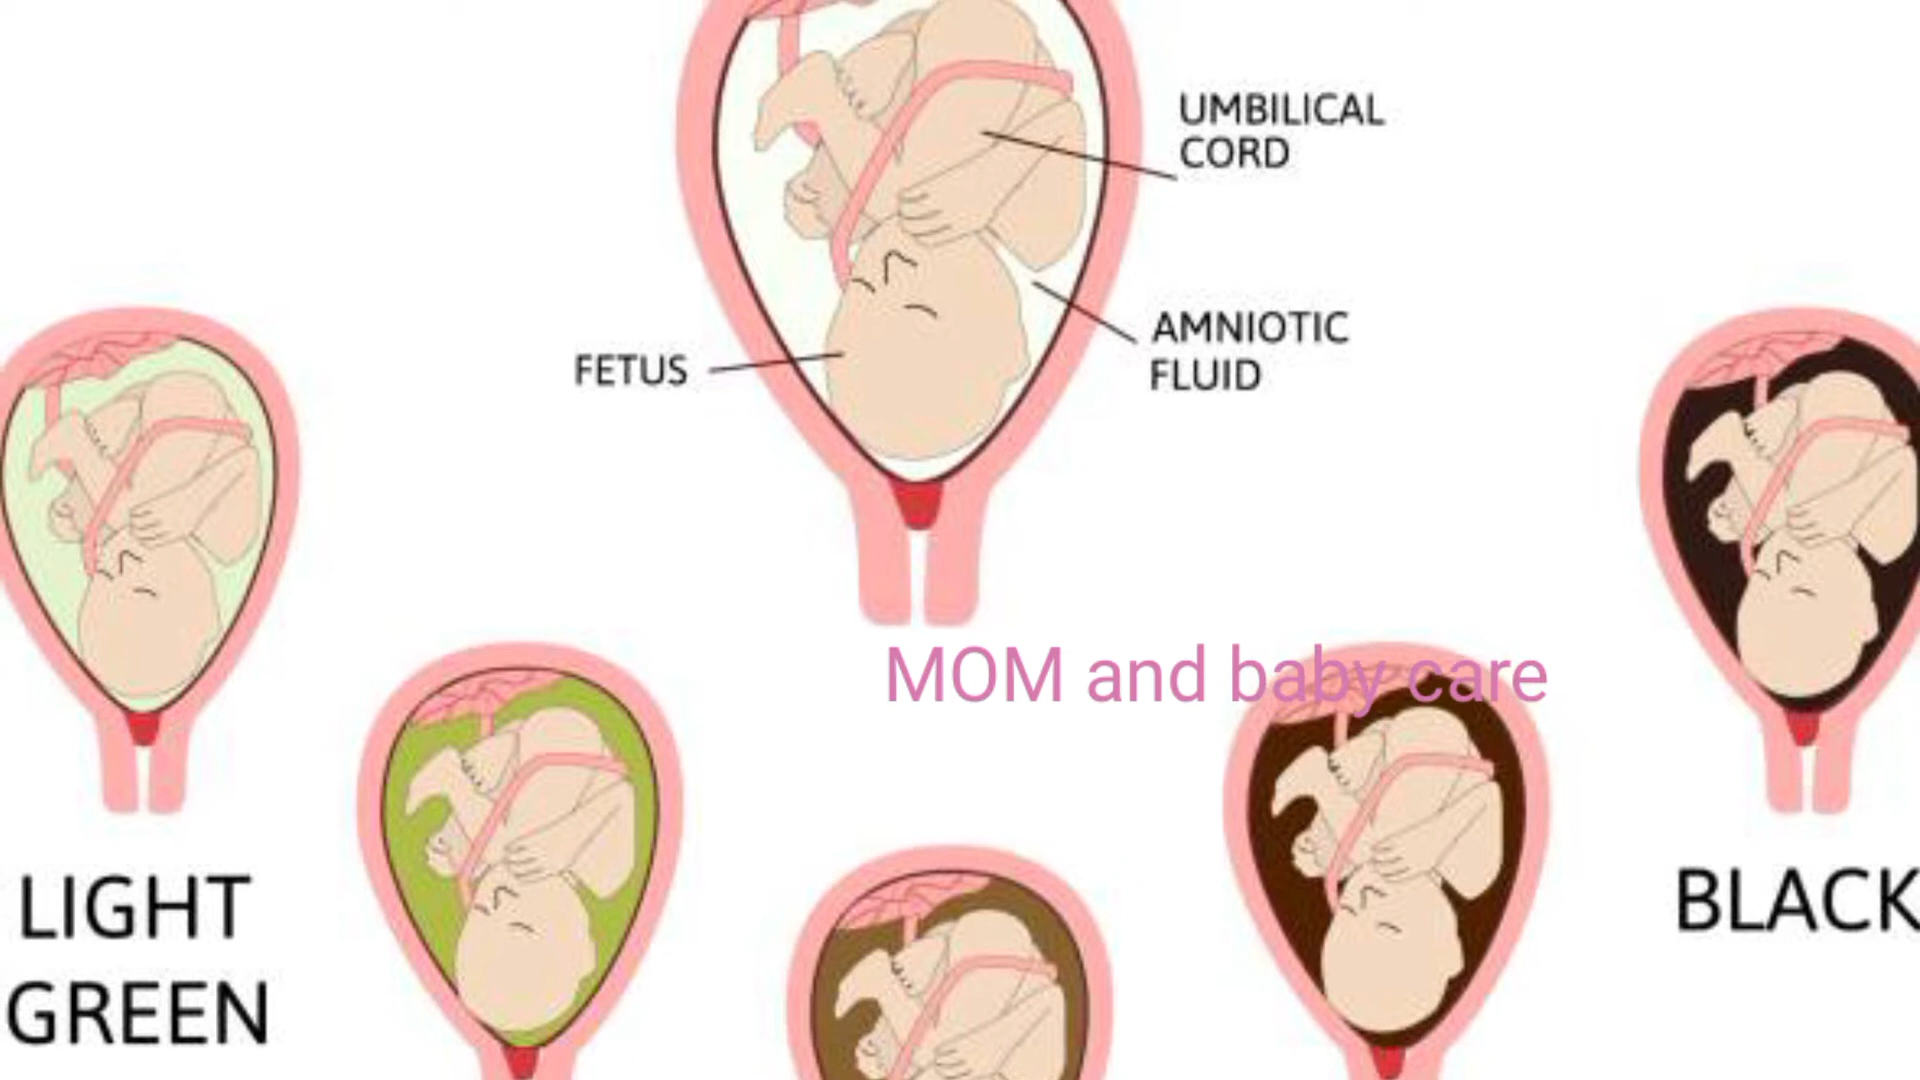 UMBILICAL
CORD
AMNIOTIC
FLUID
FETUS
MOM and baby care
LIGHT
GREEN
BLACK